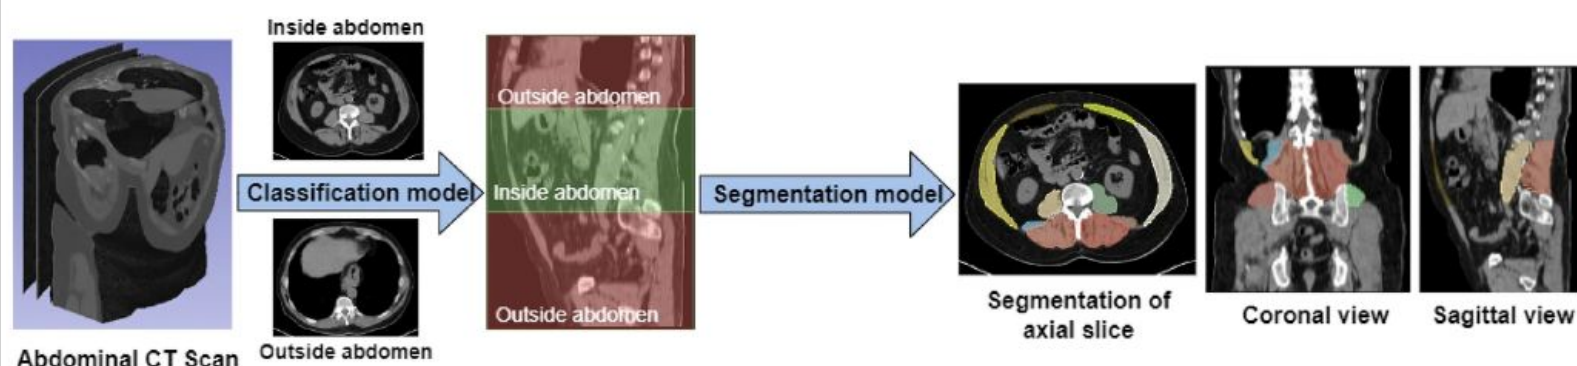 Inside abdomen
Abdominal CT Scan
Classification model
Outside abdomen
Outside abdomen
Inside abdomen
Outside abdomen
Segmentation model
Segmentation of
axial slice
Coronal view
Sagittal view